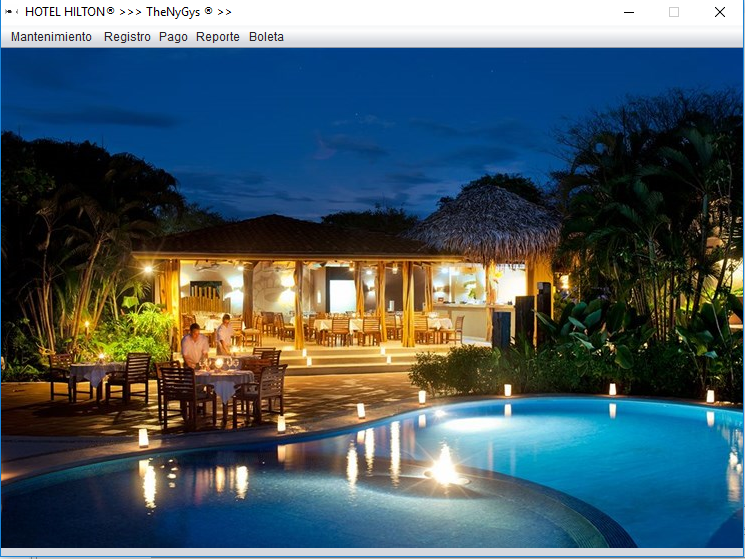 HOTEL HILTON® >>> TheNyGys ® >>
Mantenimiento Registro Pago Reporte Boleta